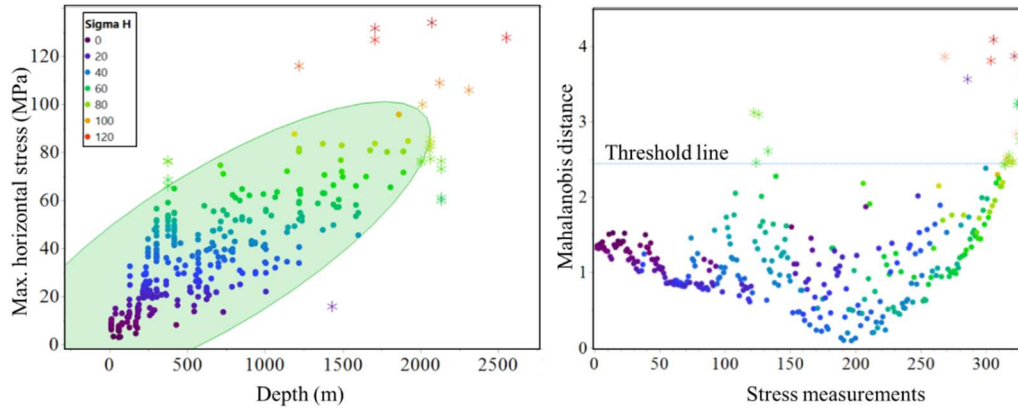 Sigma H
0
20
40
60
80
100
120
Max. horizontal stress (MPa)
120
100
80
60
40
20
0
0 500 1000 1500 2000 2500
Depth (m)
Mahalanobis distance
4
3
2
1
0
Threshold line
0 50 100 150 200 250 300
Stress measurements